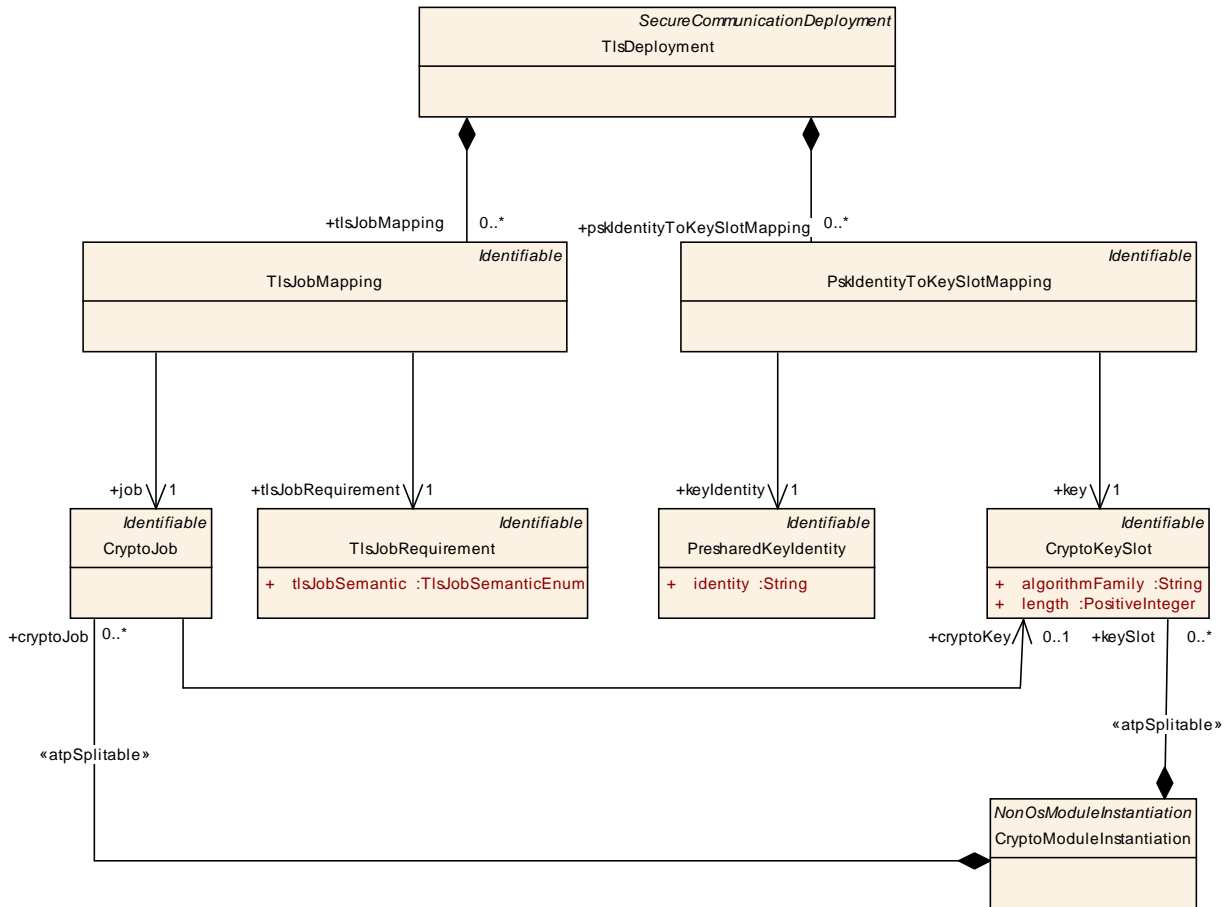 SecureCommunicationDeployment
TlsDeployment
+tlsJobMapping 0..*
+pskIdentityToKeySlotMapping 0..*
Identifiable
TlsJobMapping
Identifiable
PskIdentityToKeySlotMapping
+job 1
+tlsJobRequirement 1
+keyIdentity 1
+key 1
Identifiable
CryptoJob
Identifiable
TlsJobRequirement
+ tlsJobSemantic :TlsJobSemanticEnum
Identifiable
PresharedKeyIdentity
+ identity :String
Identifiable
CryptoKeySlot
+ algorithmFamily :String
+ length :PositiveInteger
+cryptoJob 0..*
+cryptoKey 0..1
+keySlot 0..*
«atpSplitable»
«atpSplitable»
NonOsModuleInstantiation
CryptoModuleInstantiation